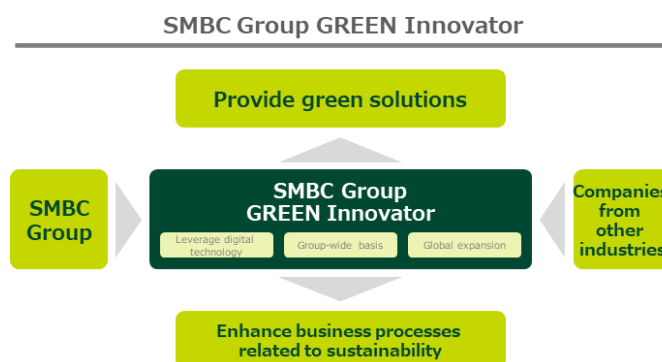 SMBC Group GREEN Innovator
Provide green solutions
SMBC
Group
SMBC Group
GREEN Innovator
Leverage digital
technology
Group-wide basis
Global expansion
Companies
from
other
industries
Enhance business processes
related to sustainability